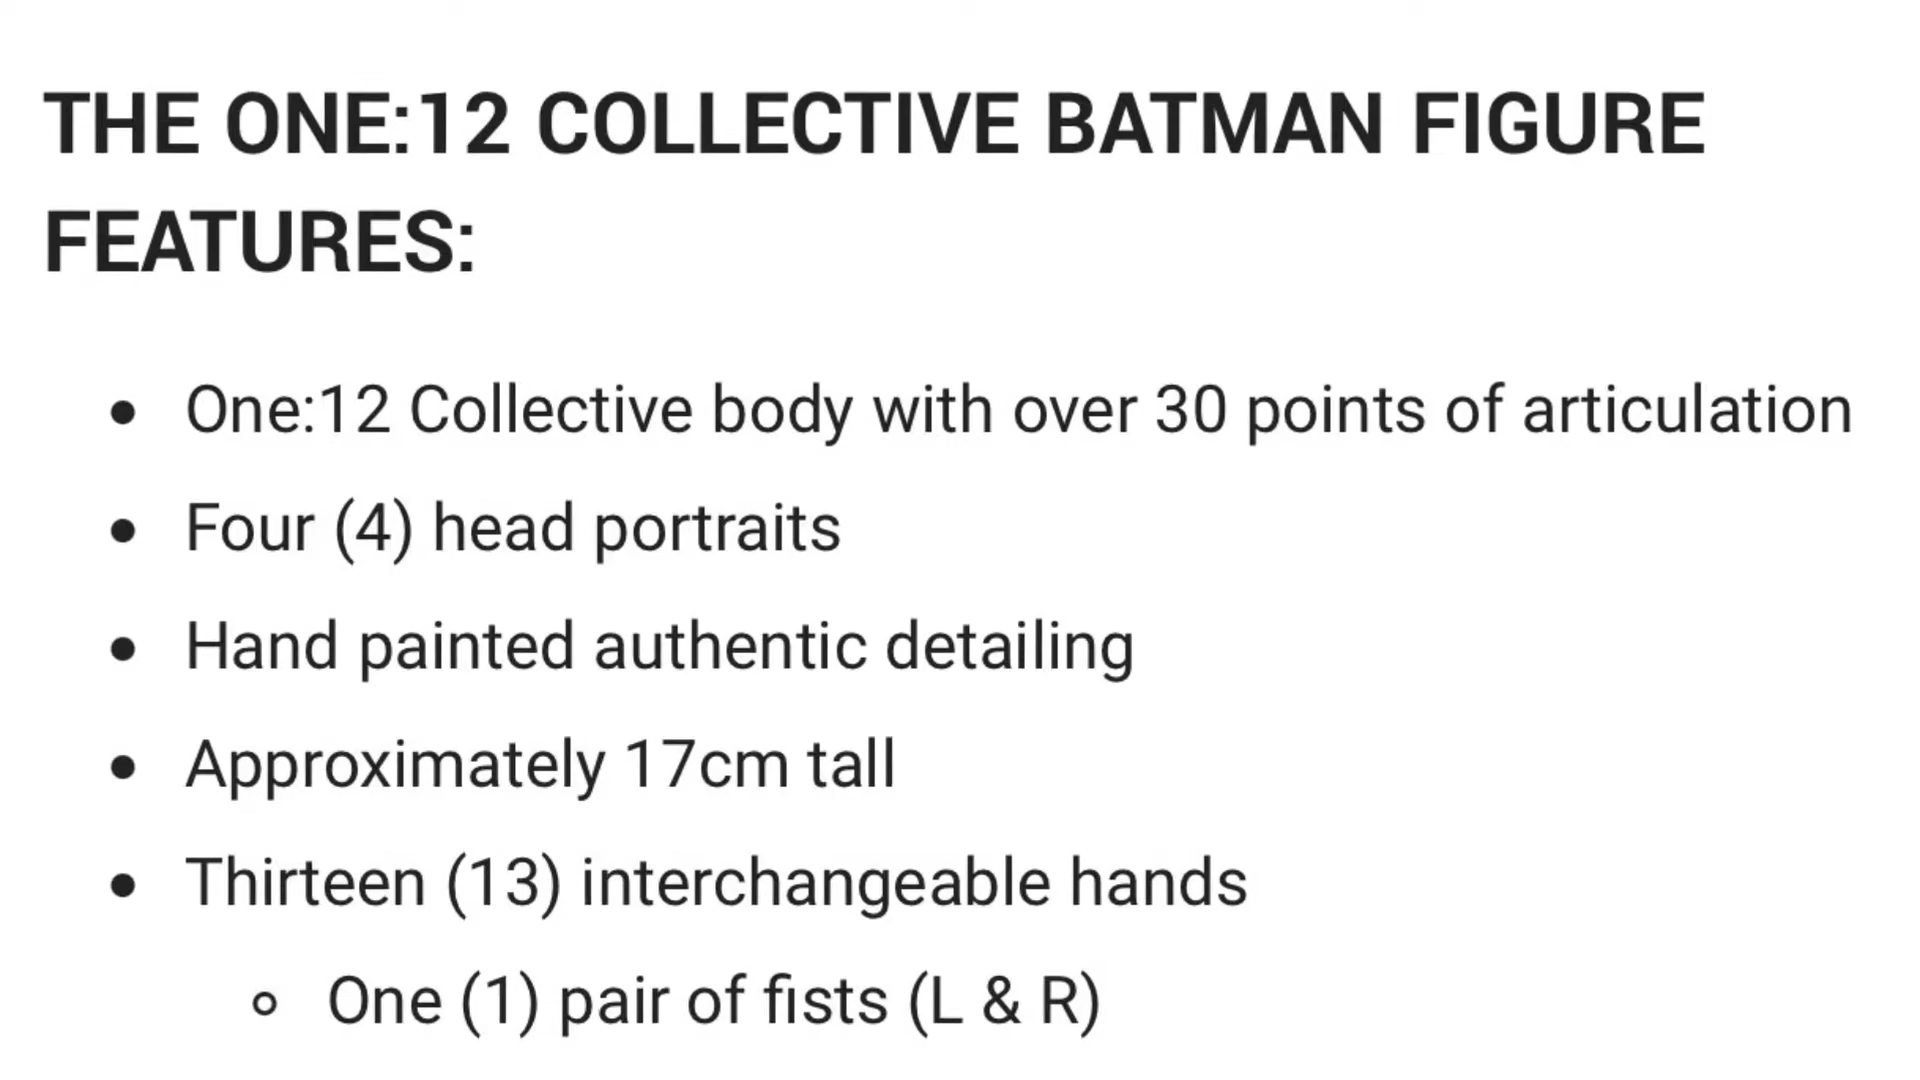 THE ONE:12 COLLECTIVE BATMAN FIGURE
FEATURES:
• One:12 Collective body with over 30 points of articulation
• Four (4) head portraits
• Hand painted authentic detailing
• Approximately 17cm tall
• Thirteen (13) interchangeable hands
◦ One (1) pair of fists (L & R)